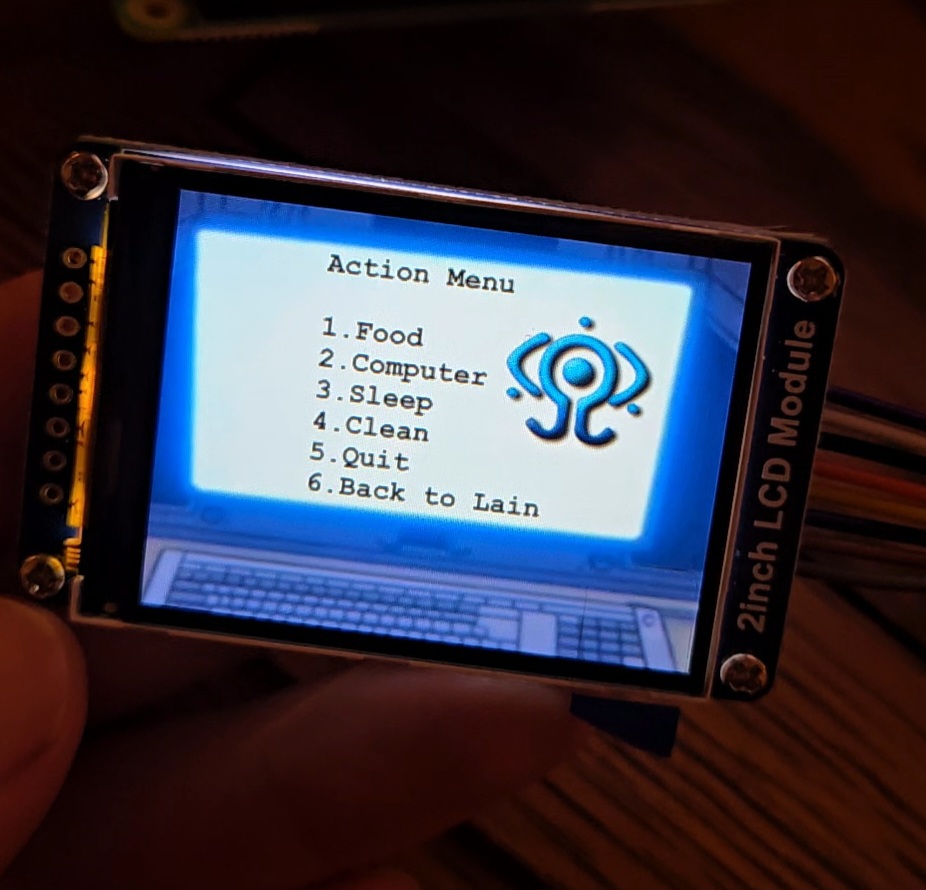 Action Menu
1.Food
2.Computer
3.Sleep
4.Clean
5.Quit
6.Back to Lain
2inch LCD Module